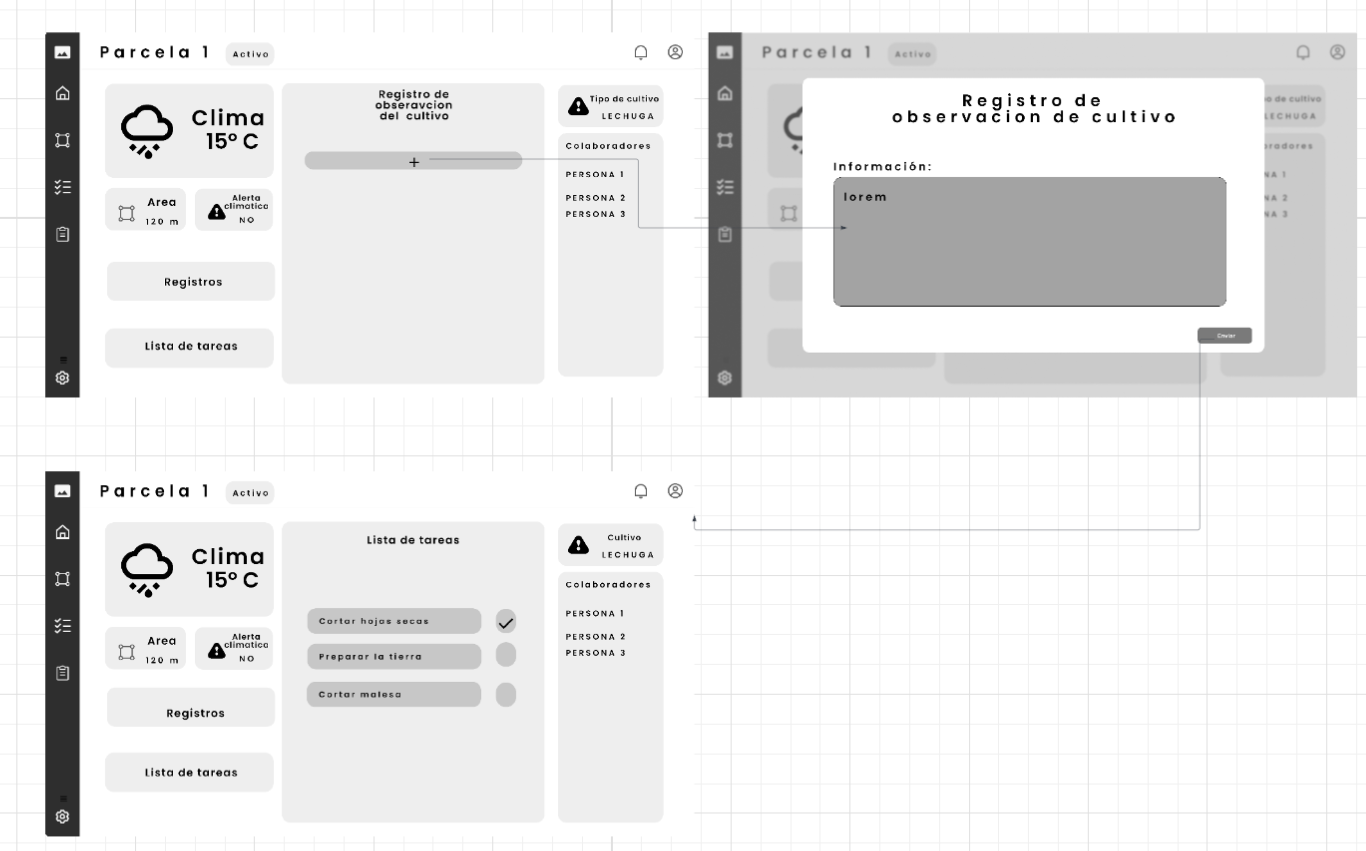 Parcela 1
Activo
Clima
15º C
Area
120 m
Alerta
climatica
NO
Registros
Lista de tareas
Registro de
obseravcion
del cultivo
+
Tipo de cultivo
LECHUGA
Colaboradores
PERSONA 1
PERSONA 2
PERSONA 3
Parcela 1
Activo
Registro de
observacion de cultivo
Información:
lorem
Enviar
o de cultivo
LECHUGA
oradores
NA 1
NA 2
NA 3
Parcela 1
Activo
Clima
15º C
Area
120 m
Alerta
climatica
NO
Registros
Lista de tareas
Lista de tareas
Cortar hojas secas
Preparar la tierra
Cortar malesa
Cultivo
LECHUGA
Colaboradores
PERSONA 1
PERSONA 2
PERSONA 3